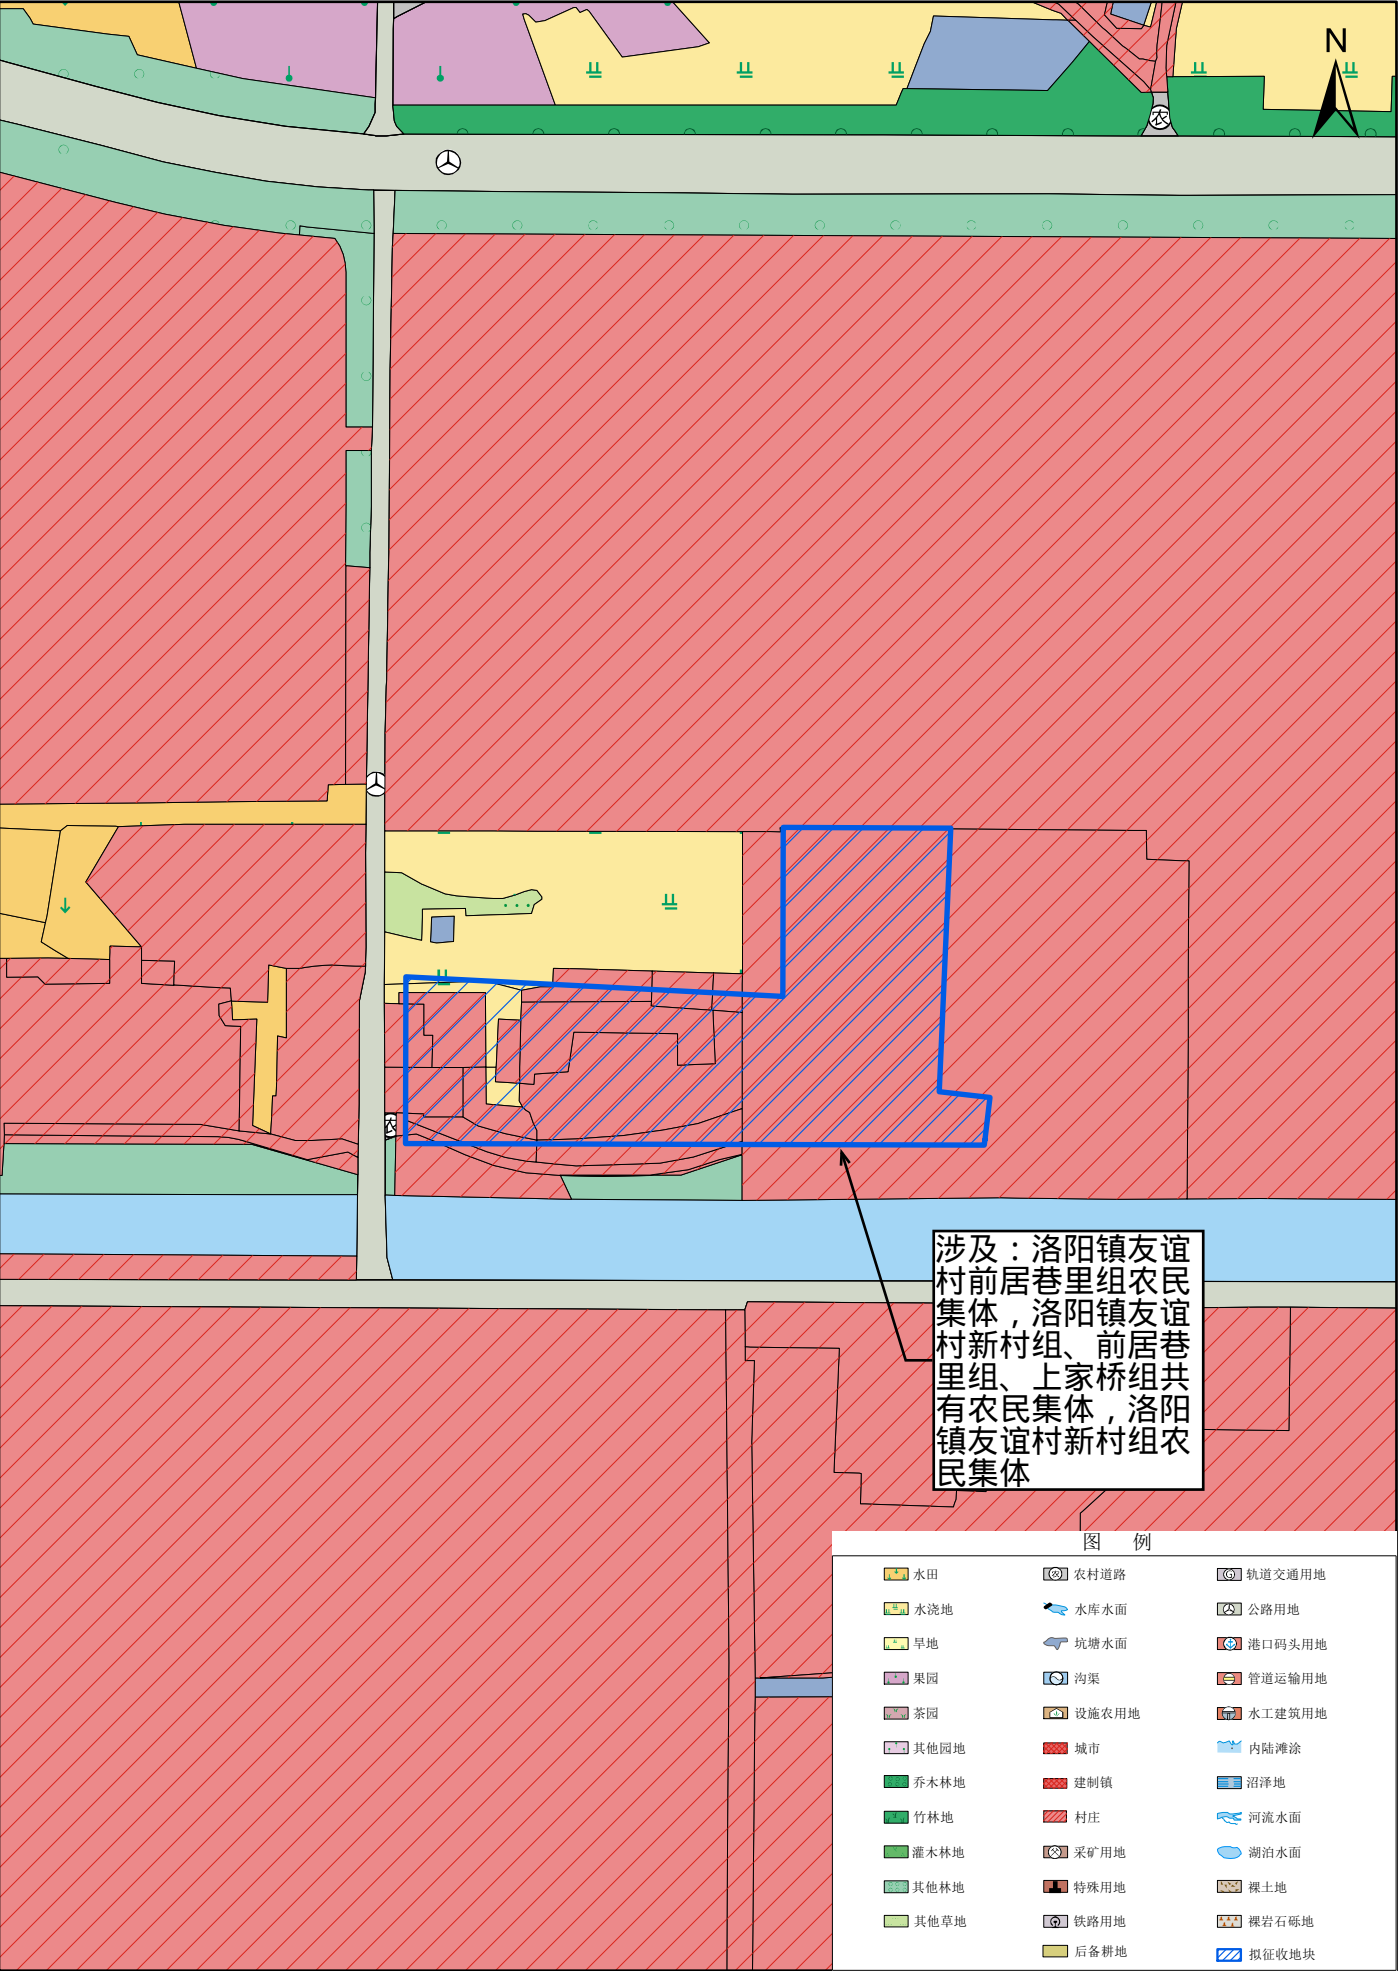 N
农
农
涉及：洛阳镇友谊
村前居巷里组农民
集体，洛阳镇友谊
村新村组、前居巷
里组、上家桥组共
有农民集体，洛阳
镇友谊村新村组农
民集体
图 例
水田
农村道路
轨道交通用地
水浇地
水库水面
公路用地
旱地
坑塘水面
港口码头用地
果园
沟渠
管道运输用地
茶园
设施农用地
水工建筑用地
其他园地
城市
内陆滩涂
乔木林地
建制镇
沼泽地
竹林地
村庄
河流水面
灌木林地
采矿用地
湖泊水面
其他林地
特殊用地
裸土地
其他草地
铁路用地
裸岩石砾地
后备耕地
拟征收地块